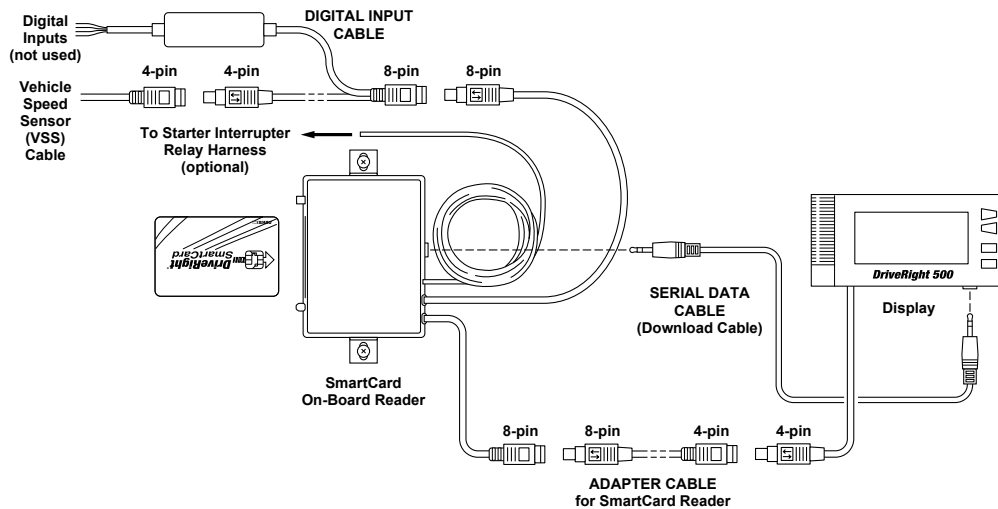 Digital
Inputs
(not used)
DIGITAL INPUT
CABLE
4-pin
4-pin
8-pin
8-pin
Vehicle
Speed
Sensor
(VSS)
Cable
To Starter Interrupter
Relay Harness
(optional)
DriveRight®
SmartCard
DriveRight 500
Display
SERIAL DATA
CABLE
(Download Cable)
SmartCard
On-Board Reader
8-pin
8-pin
4-pin
4-pin
ADAPTER CABLE
for SmartCard Reader